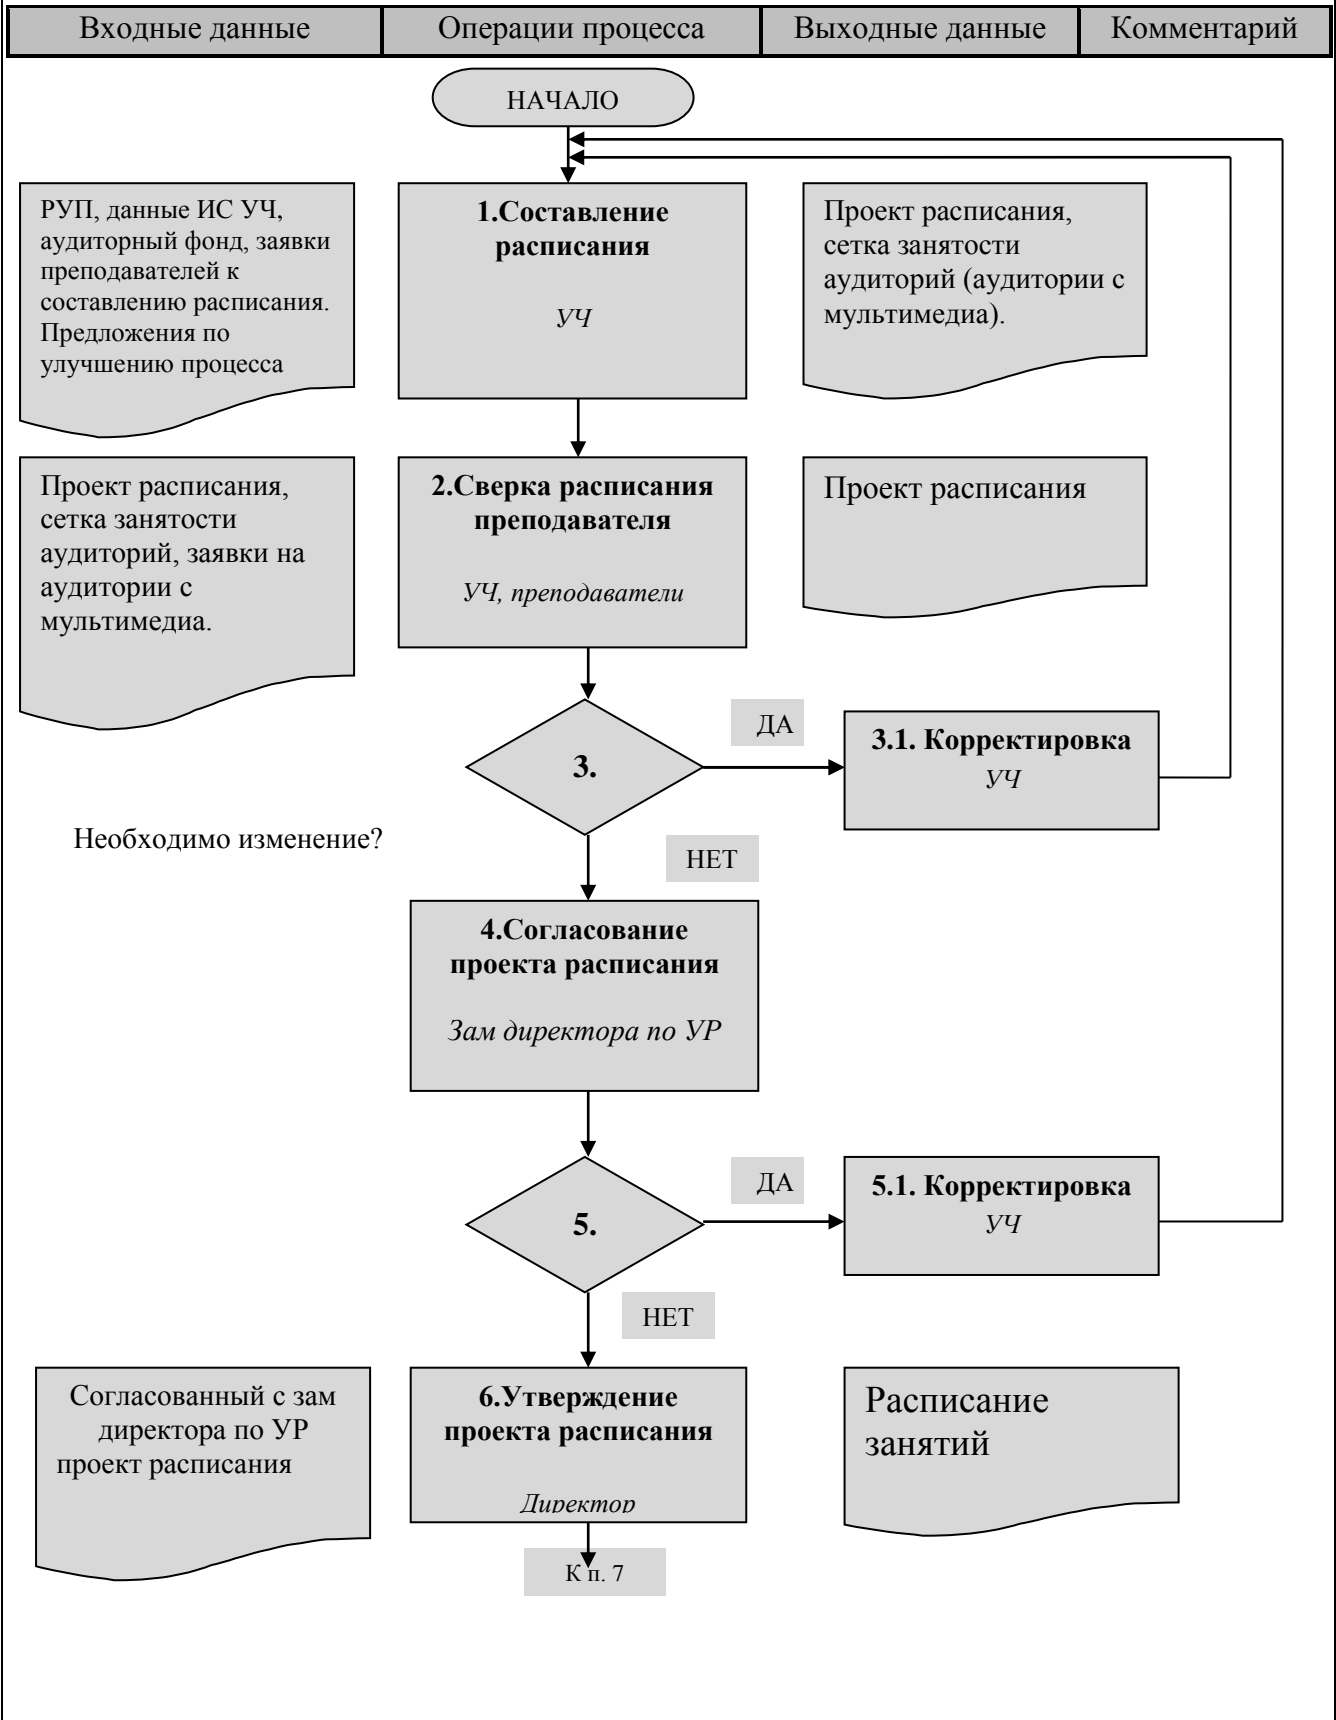 Входные данные
Операции процесса
Выходные данные
Комментарий
НАЧАЛО
РУП, данные ИС УЧ,
аудиторный фонд, заявки
преподавателей к
составлению расписания.
Предложения по
улучшению процесса
1.Составление
расписания
УЧ
Проект расписания,
сетка занятости
аудиторий (аудитории с
мультимедиа).
Проект расписания,
сетка занятости
аудиторий, заявки на
аудитории с
мультимедиа.
2.Сверка расписания
преподавателя
УЧ, преподаватели
Проект расписания
3.
ДА
3.1. Корректировка
УЧ
Необходимо изменение?
НЕТ
4.Согласование
проекта расписания
Зам директора по УР
5.
ДА
5.1. Корректировка
УЧ
НЕТ
Согласованный с зам
директора по УР
проект расписания
6.Утверждение
проекта расписания
Директор
Расписание
занятий
К п. 7